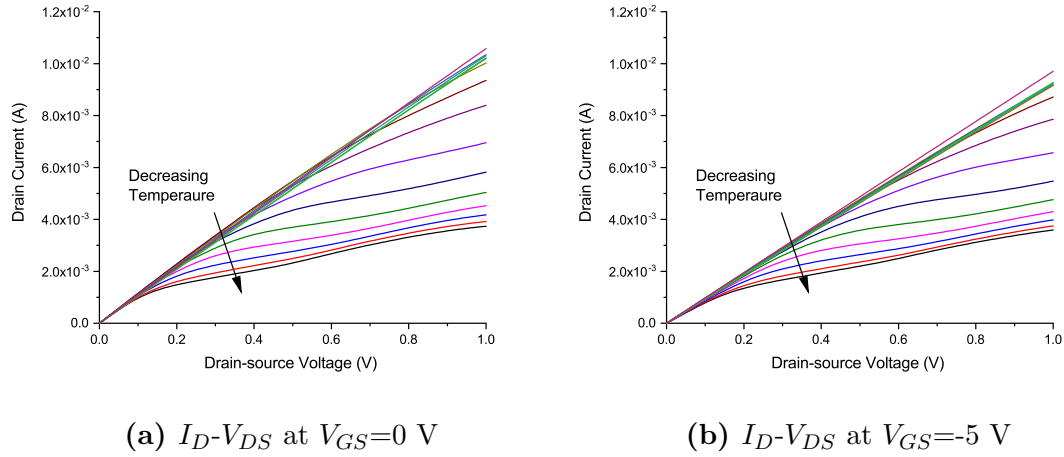 1.2x10⁻²
1.0x10⁻²
8.0x10⁻³
6.0x10⁻³
4.0x10⁻³
2.0x10⁻³
0.0
Drain Current (A)
Decreasing
Temperaure
0.0 0.2 0.4 0.6 0.8 1.0
Drain-source Voltage (V)
(a) I_D-V_DS at V_GS=0 V
1.2x10⁻²
1.0x10⁻²
8.0x10⁻³
6.0x10⁻³
4.0x10⁻³
2.0x10⁻³
0.0
Drain Current (A)
Decreasing
Temperaure
0.0 0.2 0.4 0.6 0.8 1.0
Drain-source Voltage (V)
(b) I_D-V_DS at V_GS=-5 V